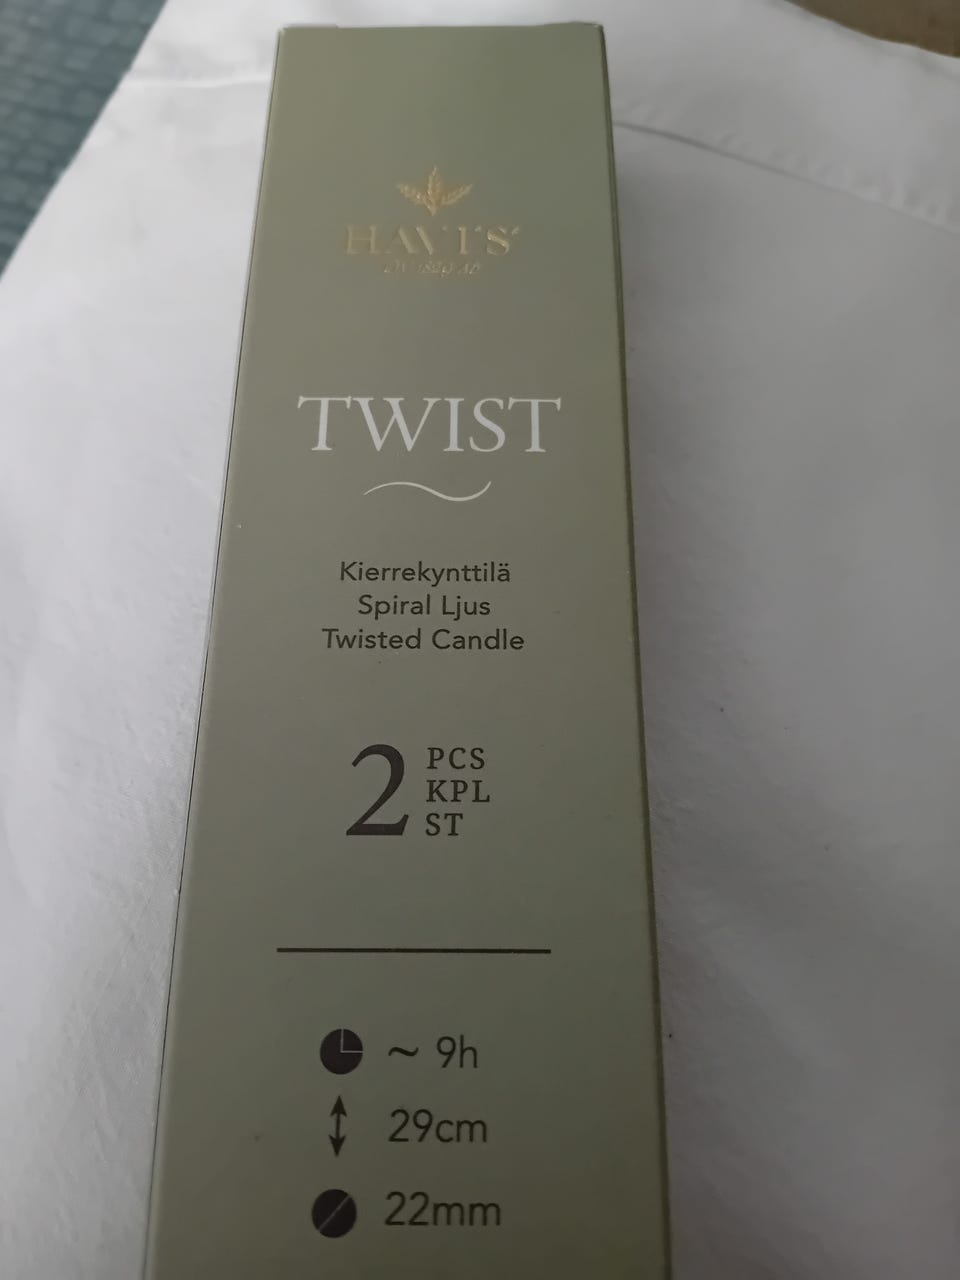 HAVI'S
TWIST
Kierrekynttilä
Spiral Ljus
Twisted Candle
2 PCS
KPL
ST
~ 9h
29cm
22mm